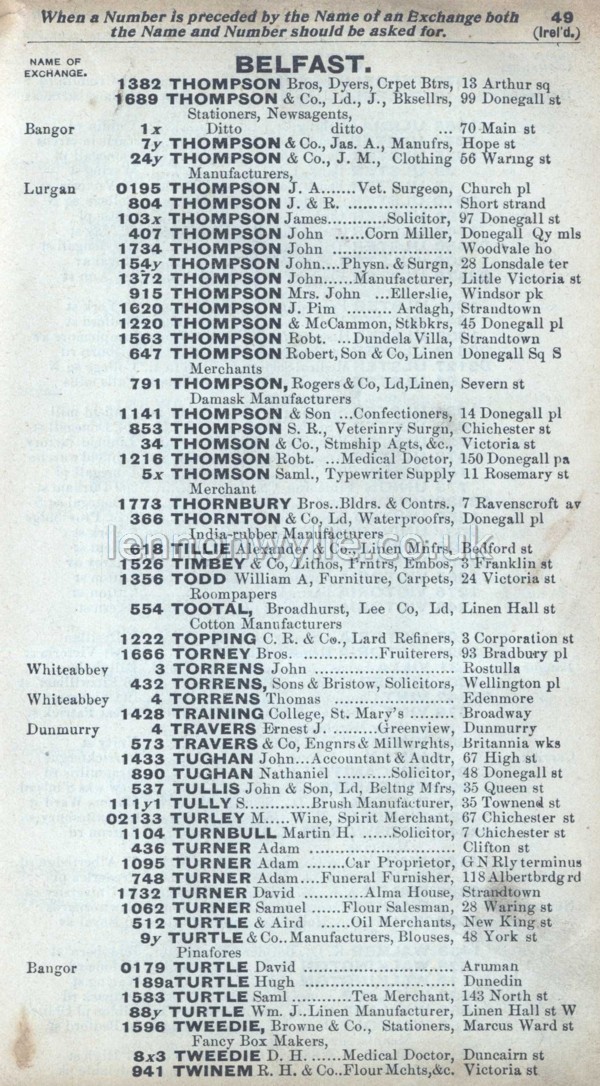 When a Number is preceded by the Name of an Exchange both 49
the Name and Number should be asked for. (Irel'd.)
NAME OF EXCHANGE. BELFAST.
1382 THOMPSON Bros, Dyers, Crpet Btrs, 13 Arthur sq
1689 THOMPSON & Co., Ld., J., Bksellrs, 99 Donegall st
Stationers, Newsagents,
Bangor 1x Ditto ditto ... 70 Main st
7y THOMPSON & Co., Jas. A., Manufrs, Hope st
24y THOMPSON & Co., J. M., Clothing 56 Waring st
Manufacturers,
Lurgan 0195 THOMPSON J. A.......Vet. Surgeon, Church pl
804 THOMPSON J. & R. ............... Short strand
103x THOMPSON James............Solicitor, 97 Donegall st
407 THOMPSON John ......Corn Miller, Donegall Qy mls
1734 THOMPSON John .................. Woodvale ho
154y THOMPSON John....Physn. & Surgn, 28 Lonsdale ter
1372 THOMPSON John......Manufacturer, Little Victoria st
915 THOMPSON Mrs. John ...Ellerslie, Windsor pk
1620 THOMPSON J. Pim ......... Ardagh, Strandtown
1220 THOMPSON & McCammon, Stkbkrs, 45 Donegall pl
1563 THOMPSON Robt. ...Dundela Villa, Strandtown
647 THOMPSON Robert, Son & Co, Linen Donegall Sq S
Merchants
791 THOMPSON, Rogers & Co, Ld, Linen, Severn st
Damask Manufacturers
1141 THOMPSON & Son ...Confectioners, 14 Donegall pl
853 THOMPSON S. R., Veterinry Surgn, Chichester st
34 THOMSON & Co., Stmship Agts, &c., Victoria st
1216 THOMSON Robt. ...Medical Doctor, 150 Donegall pa
5x THOMSON Saml., Typewriter Supply 11 Rosemary st
Merchant
1773 THORNBURY Bros..Bldrs. & Contrs., 7 Ravenscroft av
366 THORNTON & Co, Ld, Waterproofrs, Donegall pl
India-rubber Manufacturers
618 TILLIE Alexander & Co., Linen Mnfrs, Bedford st
1526 TIMBEY & Co, Lithos, Prntrs, Embos, 3 Franklin st
1356 TODD William A, Furniture, Carpets, 24 Victoria st
Roompapers
554 TOOTAL, Broadhurst, Lee Co, Ld, Linen Hall st
Cotton Manufacturers
1222 TOPPING C. R. & Co., Lard Refiners, 3 Corporation st
1666 TORNEY Bros. ...............Fruiterers, 93 Bradbury pl
Whiteabbey 3 TORRENS John ..................... Rostulla
432 TORRENS, Sons & Bristow, Solicitors, Wellington pl
Whiteabbey 4 TORRENS Thomas .................. Edenmore
1428 TRAINING College, St. Mary's ......... Broadway
Dunmurry 4 TRAVERS Ernest J. .........Greenview, Dunmurry
573 TRAVERS & Co, Engnrs & Millwrghts, Britannia wks
1433 TUGHAN John...Accountant & Audtr, 67 High st
890 TUGHAN Nathaniel ..........Solicitor, 48 Donegall st
537 TULLIS John & Son, Ld, Beltng Mfrs, 35 Queen st
111y1 TULLY S............Brush Manufacturer, 35 Townend st
02133 TURLEY M.....Wine, Spirit Merchant, 67 Chichester st
1104 TURNBULL Martin H. ......Solicitor, 7 Chichester st
436 TURNER Adam ..................... Clifton st
1095 TURNER Adam ........Car Proprietor, G N Rly terminus
748 TURNER Adam....Funeral Furnisher, 118 Albertbrdg rd
1732 TURNER David ............Alma House, Strandtown
1062 TURNER Samuel ......Flour Salesman, 28 Waring st
512 TURTLE & Aird ......Oil Merchants, New King st
9y TURTLE & Co..Manufacturers, Blouses, 48 York st
Pinafores
Bangor 0179 TURTLE David ........................ Aruman
189a TURTLE Hugh ........................ Dunedin
1583 TURTLE Saml ............Tea Merchant, 143 North st
88y TURTLE Wm. J..Linen Manufacturer, Linen Hall st W
1596 TWEEDIE, Browne & Co., Stationers, Marcus Ward st
Fancy Box Makers,
8x3 TWEEDIE D. H. ......Medical Doctor, Duncairn st
941 TWINEM R. H. & Co..Flour Mchts,&c. Victoria st
lennonwylie.co.uk